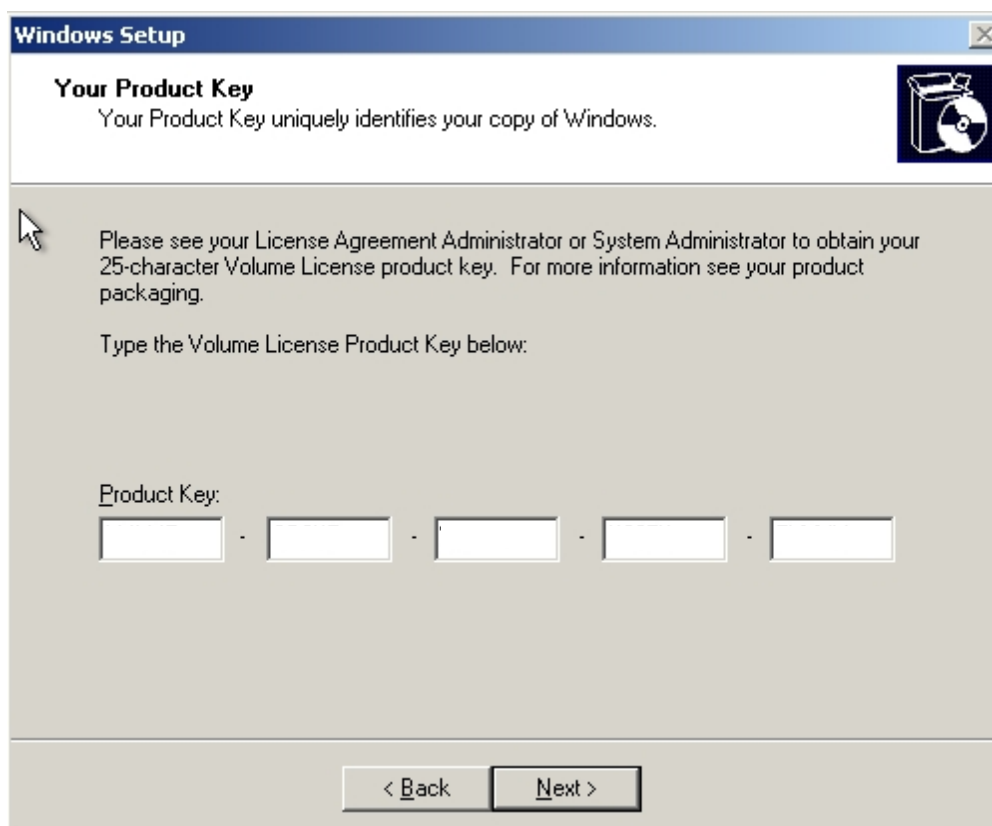 Windows Setup
Your Product Key
Your Product Key uniquely identifies your copy of Windows.
Please see your License Agreement Administrator or System Administrator to obtain your
25-character Volume License product key.  For more information see your product
packaging.
Type the Volume License Product Key below:
Product Key:
- - - -
< Back Next >